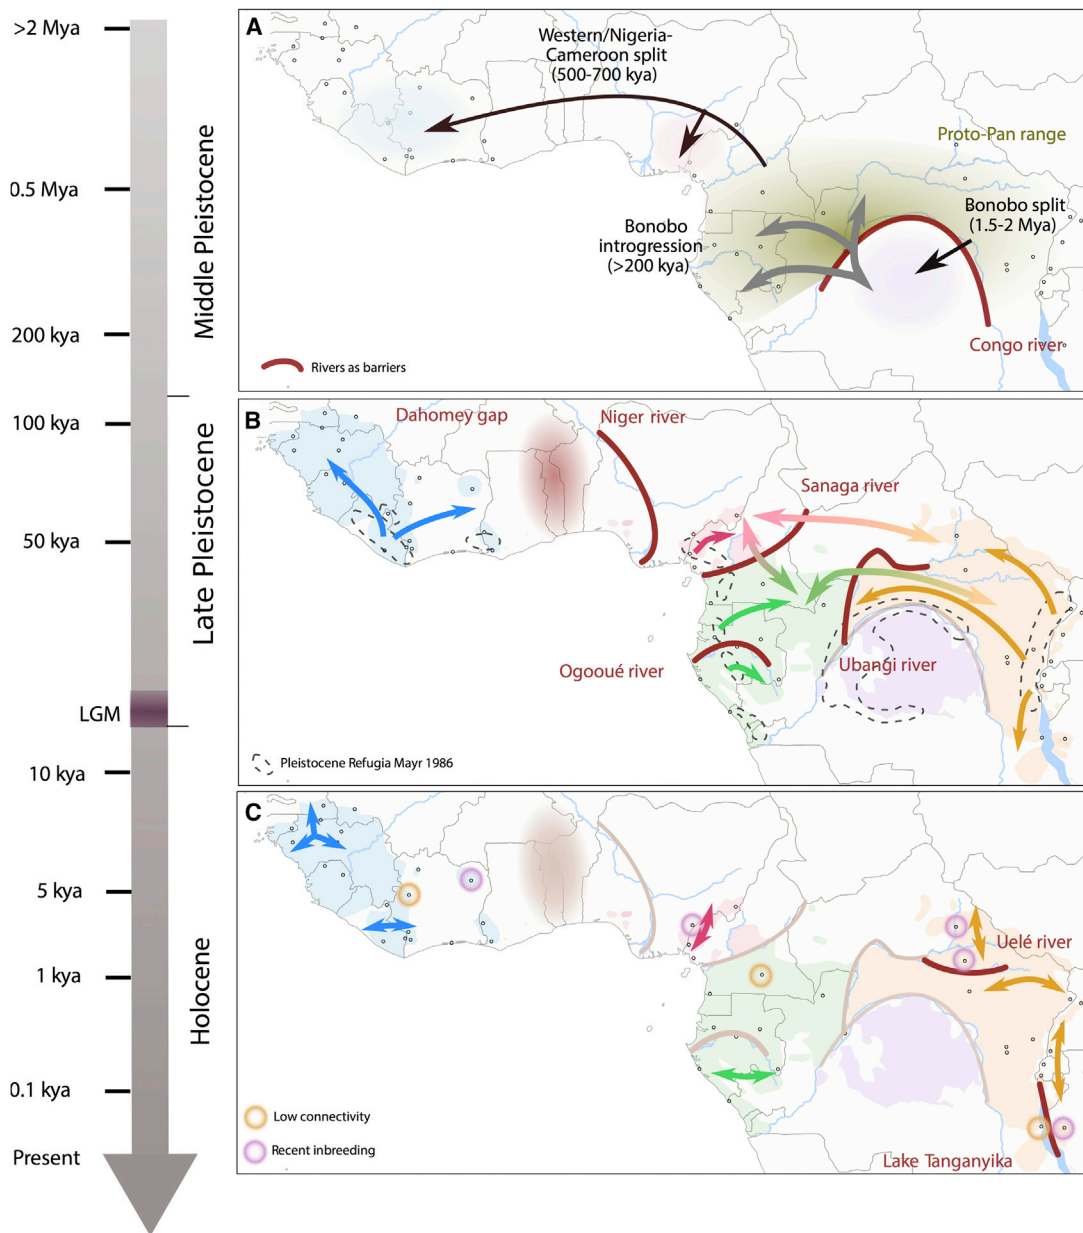 >2 Mya
0.5 Mya
200 kya
100 kya
50 kya
LGM
10 kya
5 kya
1 kya
0.1 kya
Present
Middle Pleistocene
Late Pleistocene
Holocene
A
Western/Nigeria-
Cameroon split
(500-700 kya)
Proto-Pan range
Bonobo split
(1.5-2 Mya)
Bonobo
introgression
(>200 kya)
Congo river
Rivers as barriers
B
Dahomey gap
Niger river
Sanaga river
Ogooué river
Ubangi river
Pleistocene Refugia Mayr 1986
C
Uelé river
Low connectivity
Recent inbreeding
Lake Tanganyika